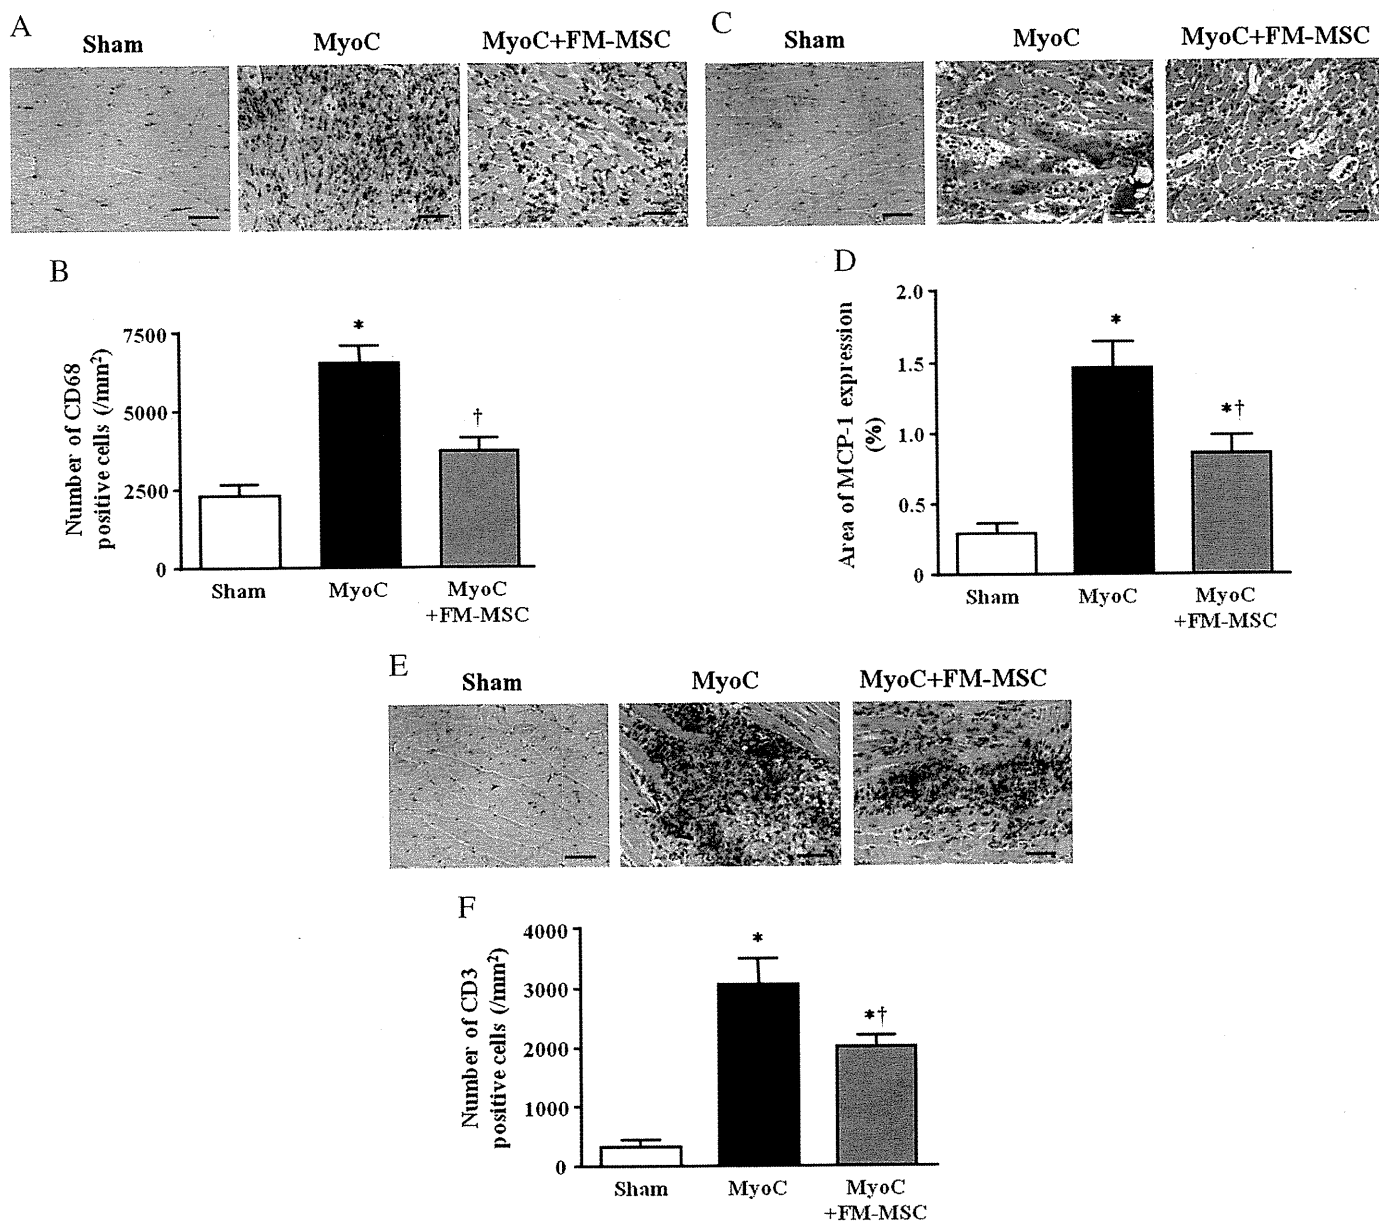 A
Sham MyoC MyoC+FM-MSC
C
Sham MyoC MyoC+FM-MSC
B
Number of CD68
positive cells (/mm²)
7500
5000
2500
0
*
†
Sham MyoC MyoC
+FM-MSC
D
Area of MCP-1 expression
(%)
2.0
1.5
1.0
0.5
0
*
*†
Sham MyoC MyoC
+FM-MSC
E
Sham MyoC MyoC+FM-MSC
F
Number of CD3
positive cells (/mm²)
4000
3000
2000
1000
0
*
*†
Sham MyoC MyoC
+FM-MSC